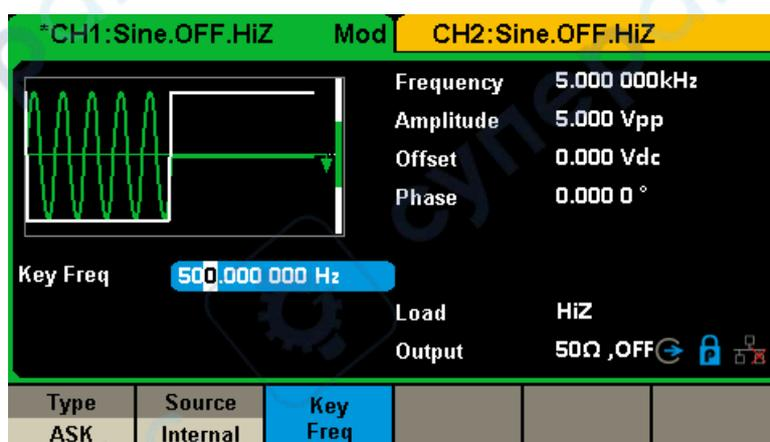 *CH1:Sine.OFF.HiZ Mod CH2:Sine.OFF.HiZ
Frequency 5.000 000kHz
Amplitude 5.000 Vpp
Offset 0.000 Vdc
Phase 0.000 0 °
Key Freq 500.000 000 Hz
Load HiZ
Output 50Ω ,OFF
Type Source Key
ASK Internal Freq